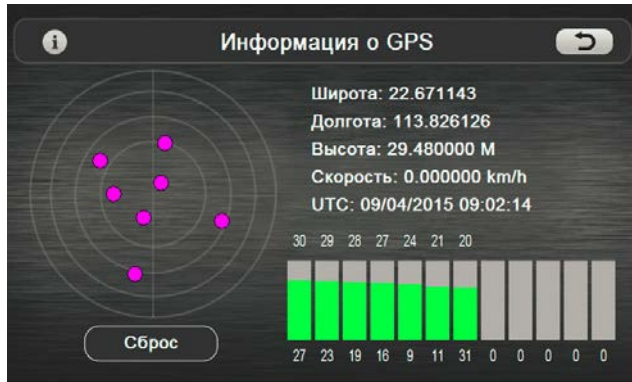 i
Информация о GPS
Широта: 22.671143
Долгота: 113.826126
Высота: 29.480000 M
Скорость: 0.000000 km/h
UTC: 09/04/2015 09:02:14
30 29 28 27 24 21 20
27 23 19 16 9 11 31 0 0 0 0 0
Сброс